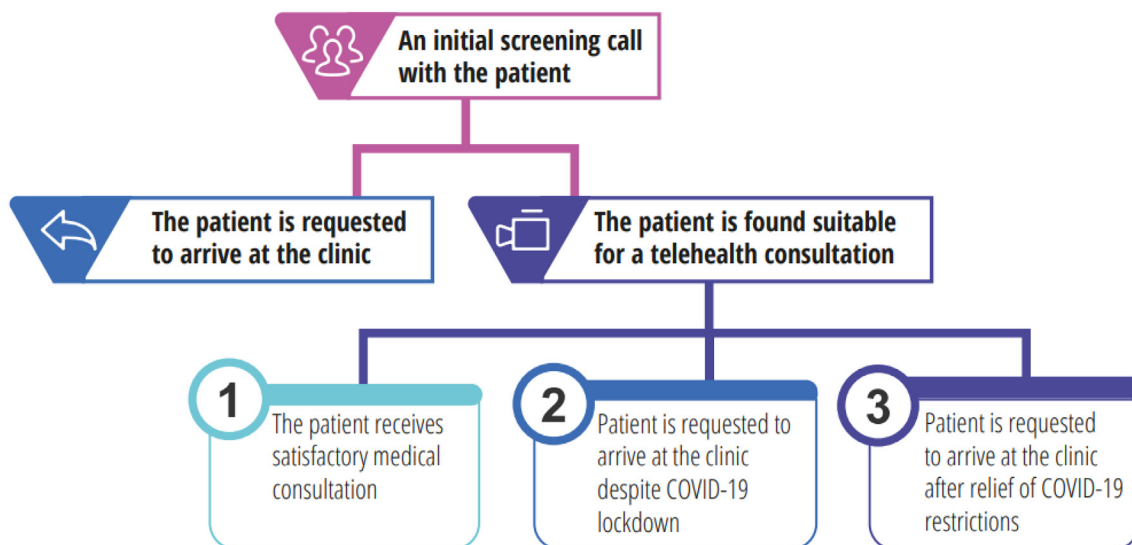 An initial screening call
with the patient
The patient is requested
to arrive at the clinic
The patient is found suitable
for a telehealth consultation
1
The patient receives
satisfactory medical
consultation
2
Patient is requested to
arrive at the clinic
despite COVID-19
lockdown
3
Patient is requested
to arrive at the clinic
after relief of COVID-19
restrictions